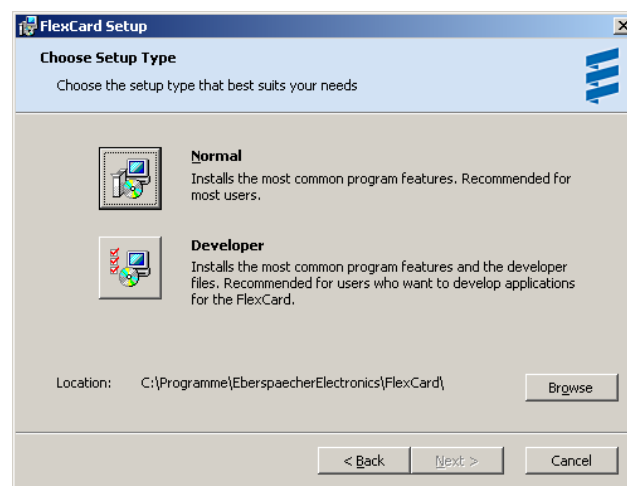 FlexCard Setup
Choose Setup Type
Choose the setup type that best suits your needs
Normal
Installs the most common program features. Recommended for
most users.
Developer
Installs the most common program features and the developer
files. Recommended for users who want to develop applications
for the FlexCard.
Location: C:\Programme\EberspaecherElectronics\FlexCard\ Browse
< Back Next > Cancel